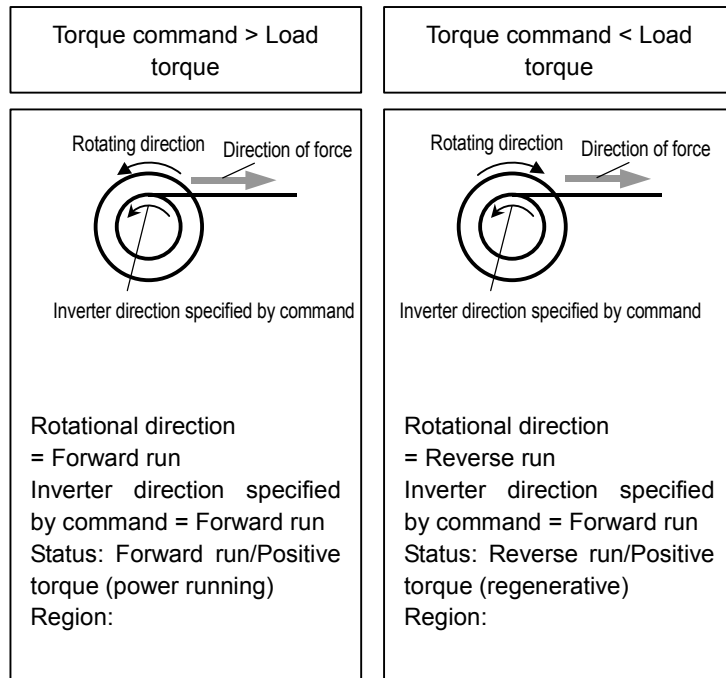 Torque command > Load
torque
Torque command < Load
torque
Rotating direction
Direction of force
Inverter direction specified by command
Rotational direction
= Forward run
Inverter direction specified
by command = Forward run
Status: Forward run/Positive
torque (power running)
Region:
Rotating direction
Direction of force
Inverter direction specified by command
Rotational direction
= Reverse run
Inverter direction specified
by command = Forward run
Status: Reverse run/Positive
torque (regenerative)
Region: